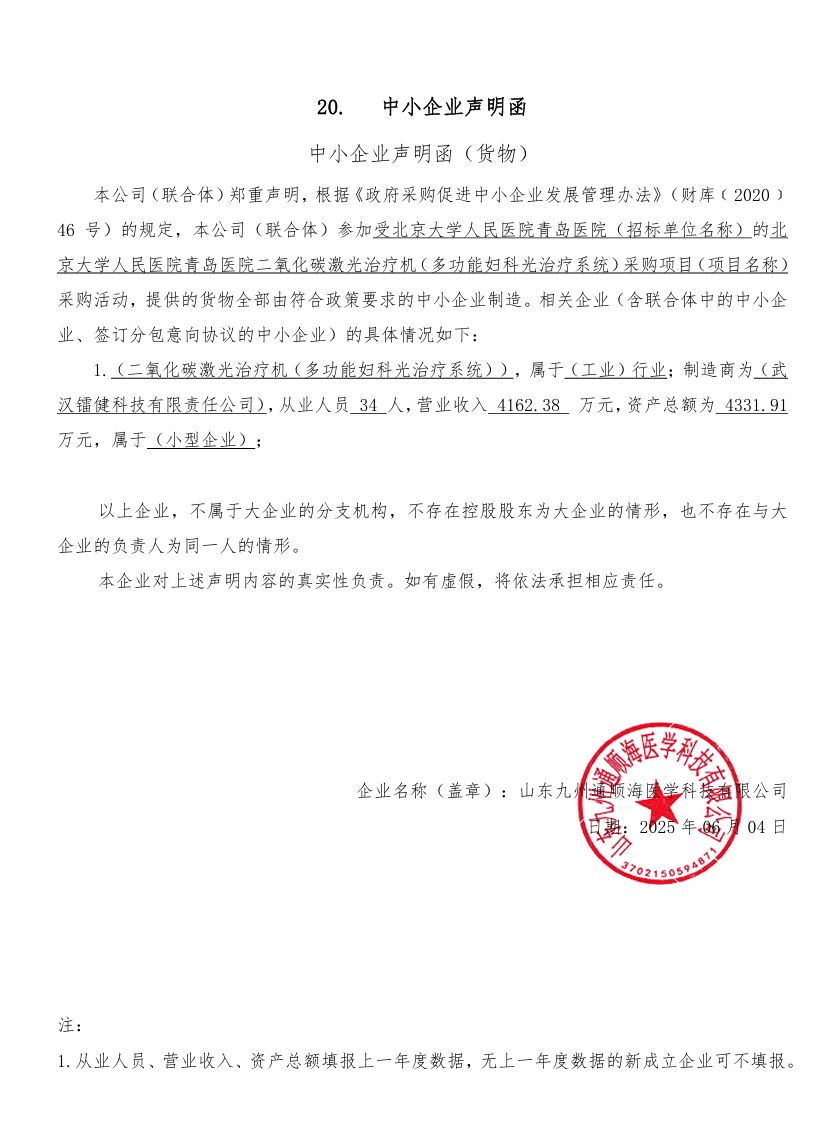 20. 中小企业声明函
中小企业声明函（货物）
本公司（联合体）郑重声明，根据《政府采购促进中小企业发展管理办法》（财库﹝2020﹞
46 号）的规定，本公司（联合体）参加受北京大学人民医院青岛医院（招标单位名称）的北
京大学人民医院青岛医院二氧化碳激光治疗机（多功能妇科光治疗系统）采购项目（项目名称）
采购活动，提供的货物全部由符合政策要求的中小企业制造。相关企业（含联合体中的中小企
业、签订分包意向协议的中小企业）的具体情况如下：
1.（二氧化碳激光治疗机（多功能妇科光治疗系统）），属于（工业）行业；制造商为（武
汉镭健科技有限责任公司），从业人员 34 人，营业收入 4162.38 万元，资产总额为 4331.91
万元，属于（小型企业）；
以上企业，不属于大企业的分支机构，不存在控股股东为大企业的情形，也不存在与大
企业的负责人为同一人的情形。
本企业对上述声明内容的真实性负责。如有虚假，将依法承担相应责任。
企业名称（盖章）：山东九州通顺海医学科技有限公司
日期：2025 年 06 月 04 日
山东九州通顺海医学科技有限公司
3702150594871
注：
1.从业人员、营业收入、资产总额填报上一年度数据，无上一年度数据的新成立企业可不填报。